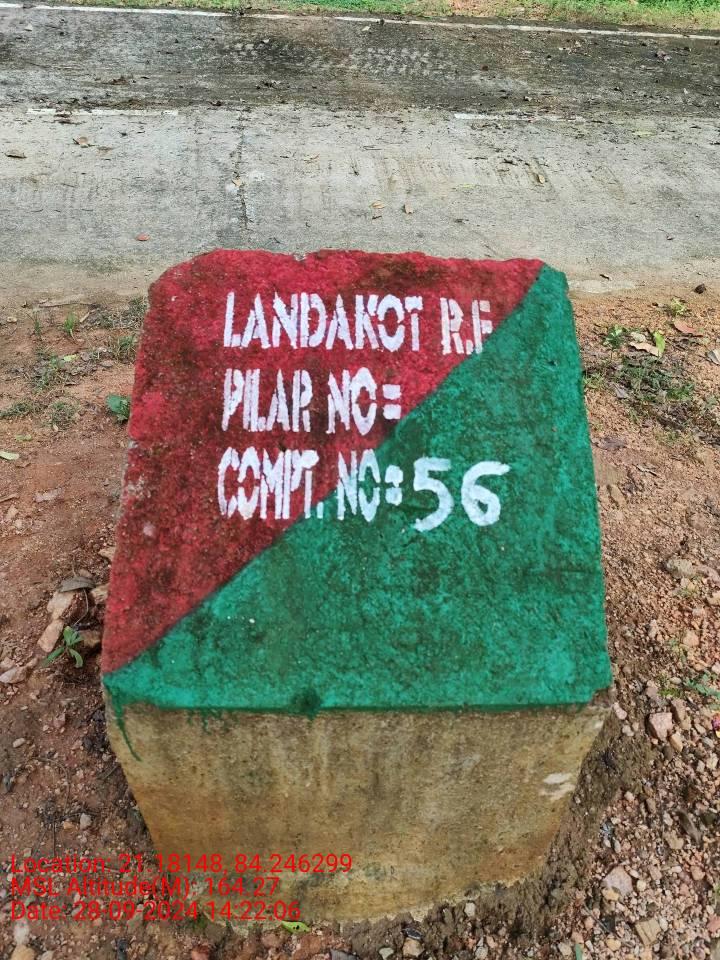 LANDAKOT R.F
PILAR NO=
COMPT. NO= 56
Location: 21.18148, 84.246299
MSL Altitude(M): 164.27
Date: 28-09-2024 14:22:06